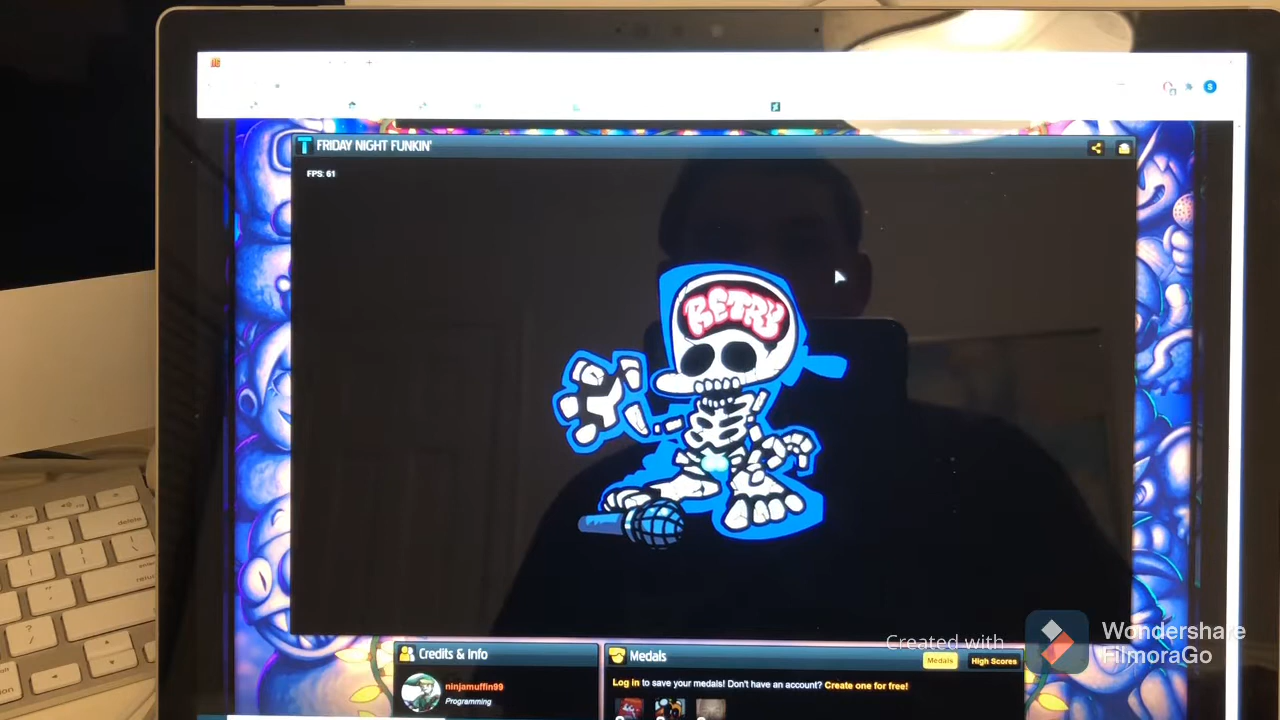 FRIDAY NIGHT FUNKIN'
FPS: 61
RETRY
delete
Created with
Wondershare
FilmoraGo
Credits & Info
Medals
Medals
High Scores
ninjamuffin99
Programming
Log in to save your medals! Don't have an account? Create one for free!